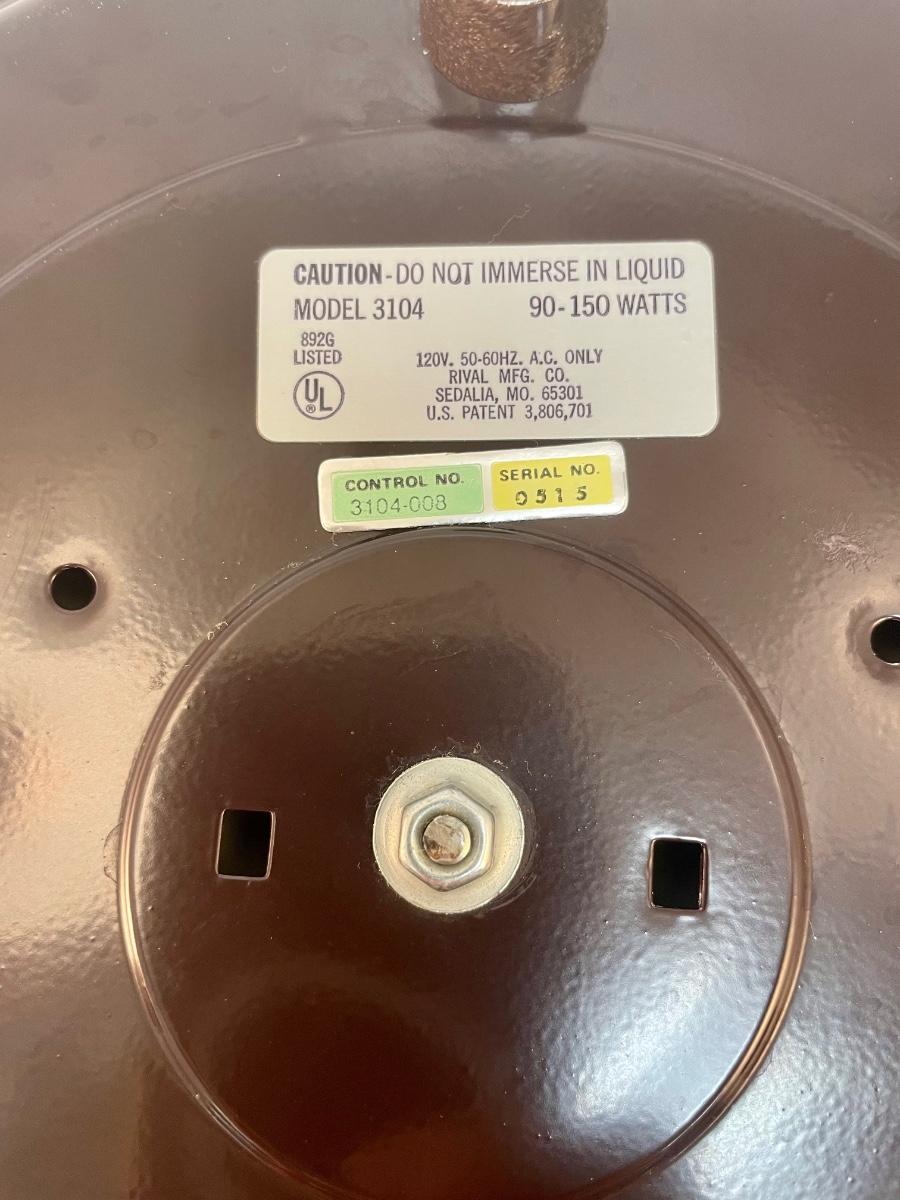 CAUTION-DO NOT IMMERSE IN LIQUID
MODEL 3104 90-150 WATTS
892G
LISTED
UL
®
120V. 50-60HZ. A.C. ONLY
RIVAL MFG. CO.
SEDALIA, MO. 65301
U.S. PATENT 3,806,701
CONTROL NO.
3104-008
SERIAL NO.
0515